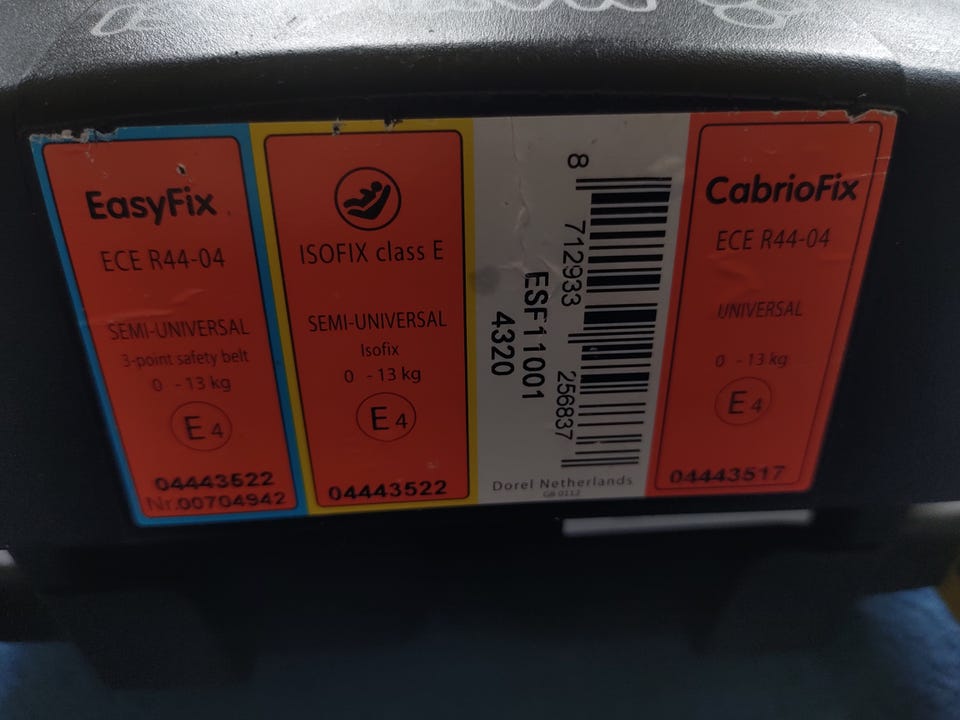 EasyFix
ECE R44-04
SEMI-UNIVERSAL
3-point safety belt
0 - 13 kg
E4
04443522
Nr.00704942
ISOFIX class E
SEMI-UNIVERSAL
Isofix
0 - 13 kg
E4
04443522
8 712933 256837
ESF11001
4320
Dorel Netherlands
GB 0112
CabrioFix
ECE R44-04
UNIVERSAL
0 - 13 kg
E4
04443517